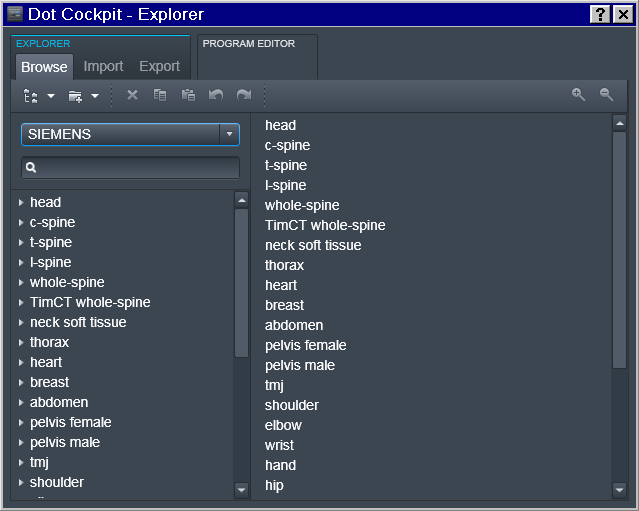 Dot Cockpit - Explorer
EXPLORER
PROGRAM EDITOR
Browse Import Export
SIEMENS
head
c-spine
t-spine
l-spine
whole-spine
TimCT whole-spine
neck soft tissue
thorax
heart
breast
abdomen
pelvis female
pelvis male
tmj
shoulder
head
c-spine
t-spine
l-spine
whole-spine
TimCT whole-spine
neck soft tissue
thorax
heart
breast
abdomen
pelvis female
pelvis male
tmj
shoulder
elbow
wrist
hand
hip